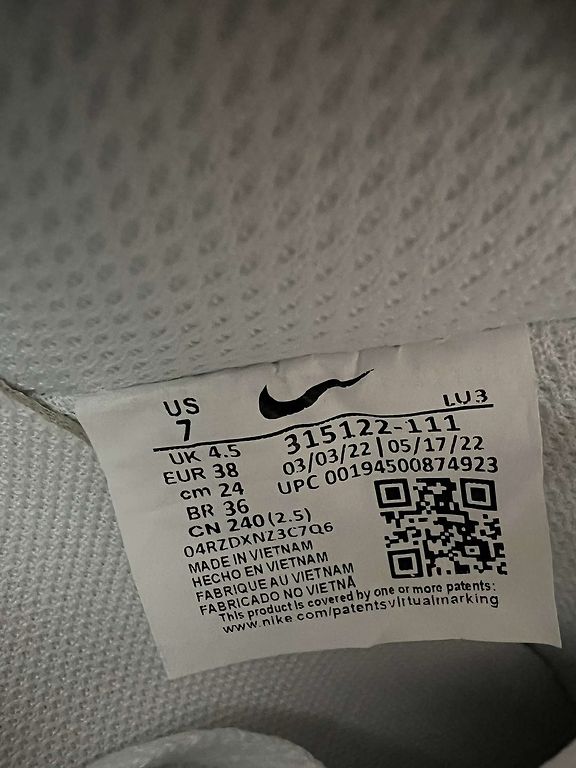 US
7
UK 4.5
EUR 38
cm 24
BR 36
CN 240 (2.5)
LU3
315122-111
03/03/22 | 05/17/22
UPC 00194500874923
04RZDXNZ3C7Q6
MADE IN VIETNAM
HECHO EN VIETNAM
FABRIQUE AU VIETNAM
FABRICADO NO VIETNÃ
This product is covered by one or more patents:
www.nike.com/patentsvirtualmarking